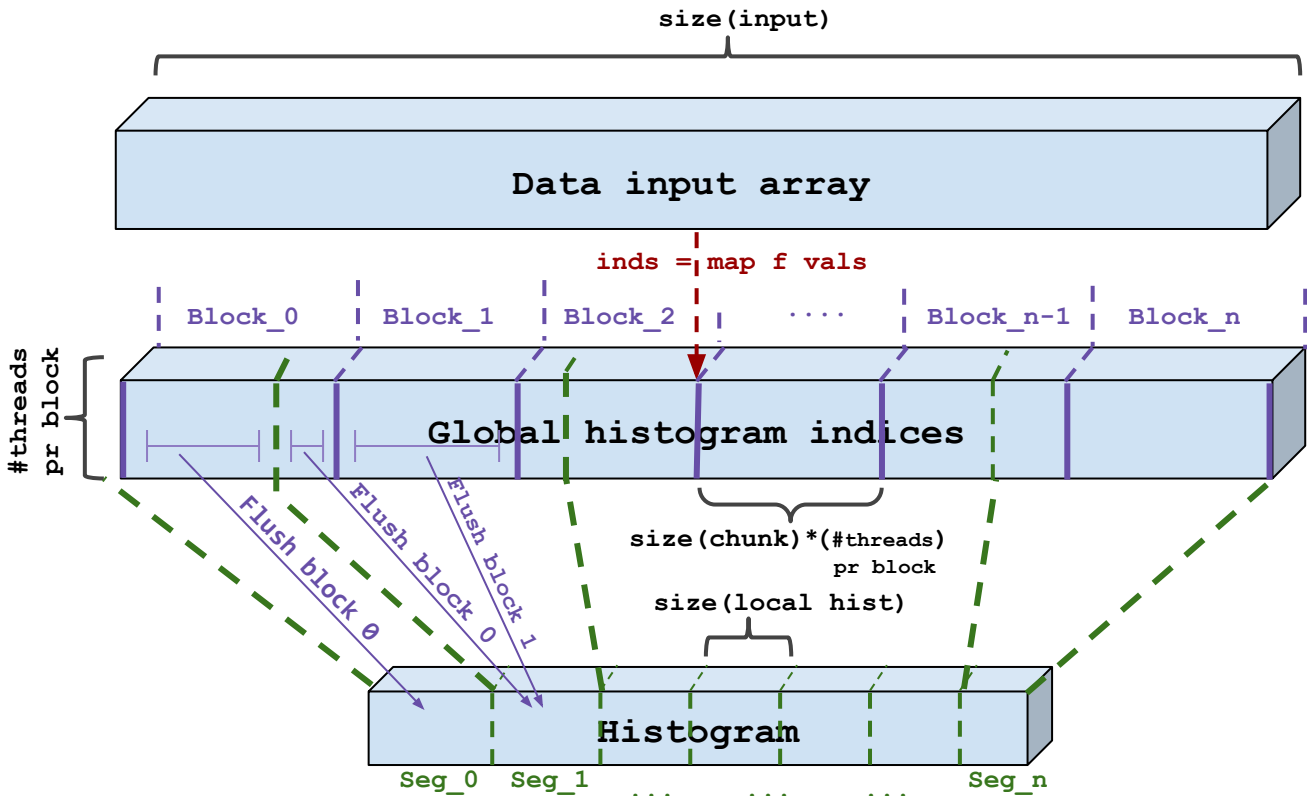 size(input)
Data input array
inds = map f vals
Block_0 Block_1 Block_2 .... Block_n-1 Block_n
#threads
pr block
Global histogram indices
Flush block 0
Flush block 0
Flush block 1
size(chunk)*(#threads)
pr block
size(local hist)
Histogram
Seg_0 Seg_1 ... ... ... Seg_n